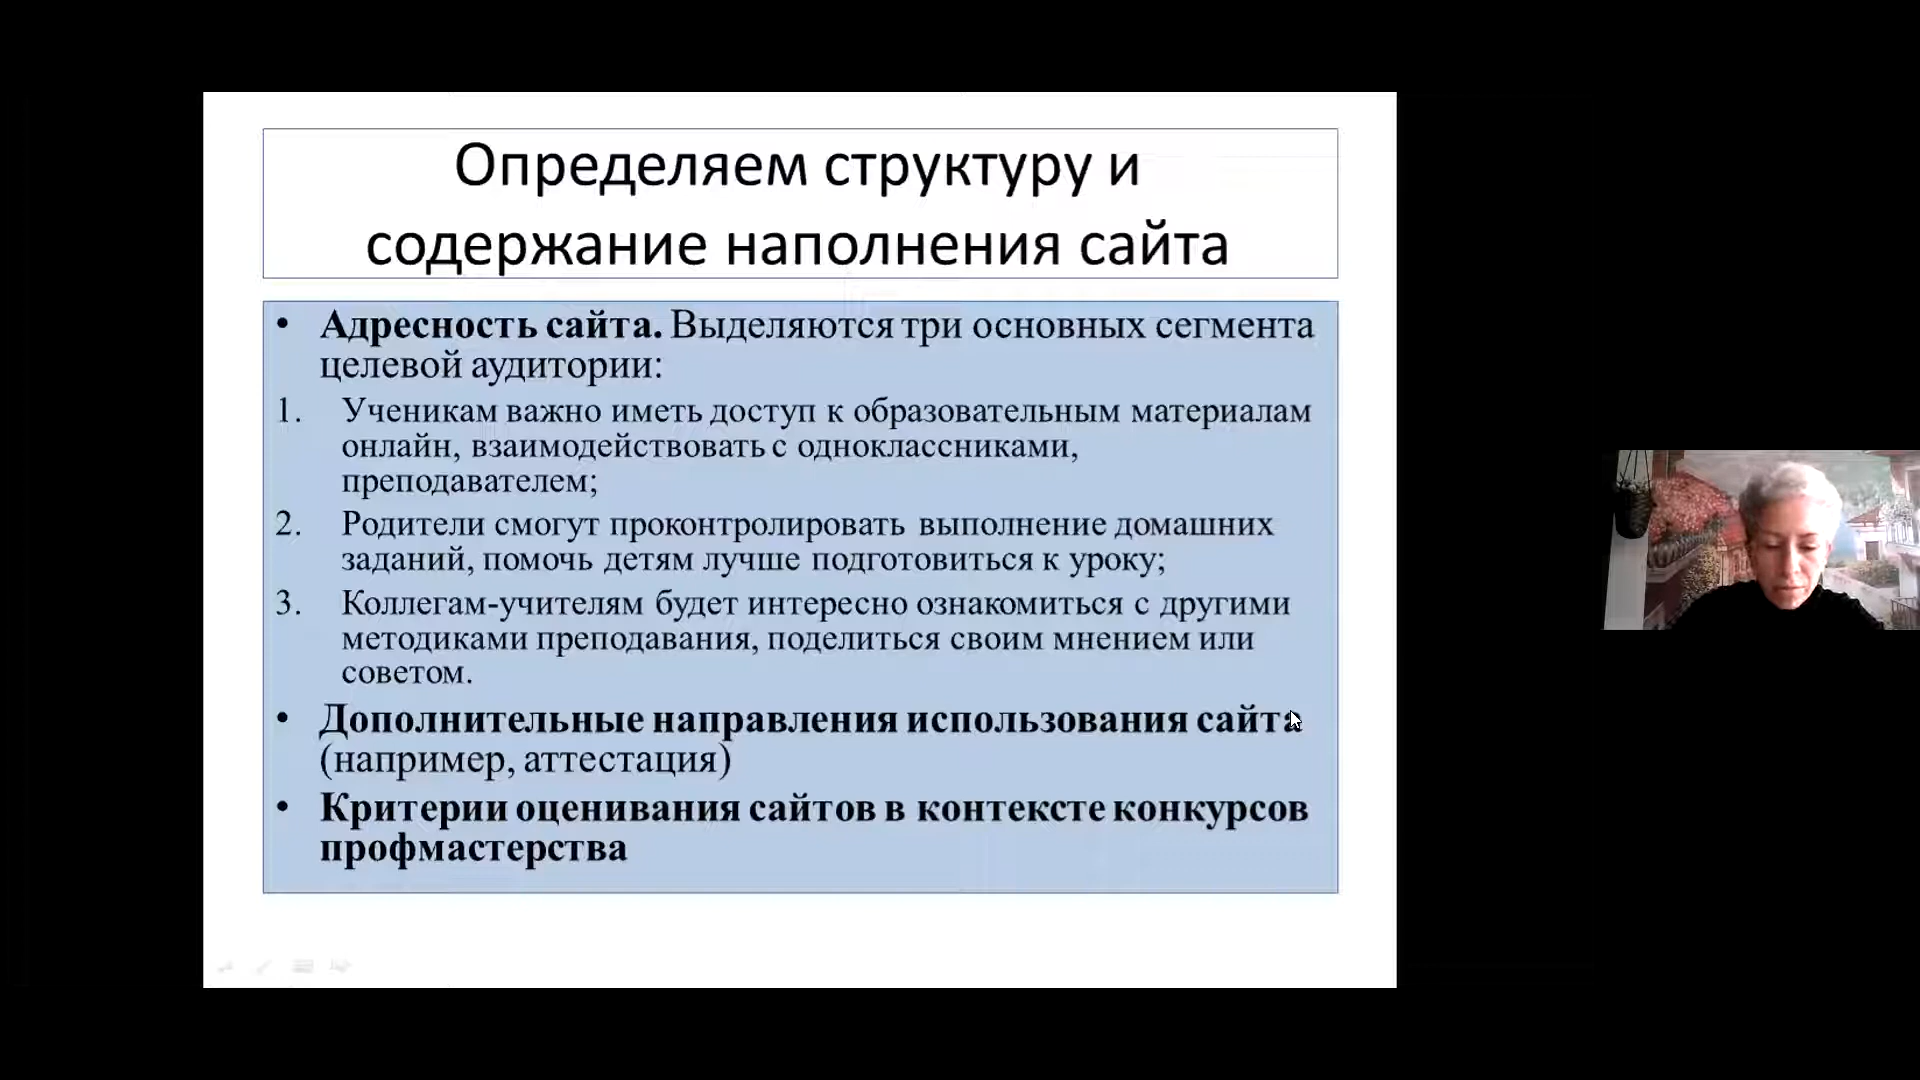 Определяем структуру и
содержание наполнения сайта
• Адресность сайта. Выделяются три основных сегмента
целевой аудитории:
1. Ученикам важно иметь доступ к образовательным материалам
онлайн, взаимодействовать с одноклассниками,
преподавателем;
2. Родители смогут проконтролировать выполнение домашних
заданий, помочь детям лучше подготовиться к уроку;
3. Коллегам-учителям будет интересно ознакомиться с другими
методиками преподавания, поделиться своим мнением или
советом.
• Дополнительные направления использования сайта
(например, аттестация)
• Критерии оценивания сайтов в контексте конкурсов
профмастерства